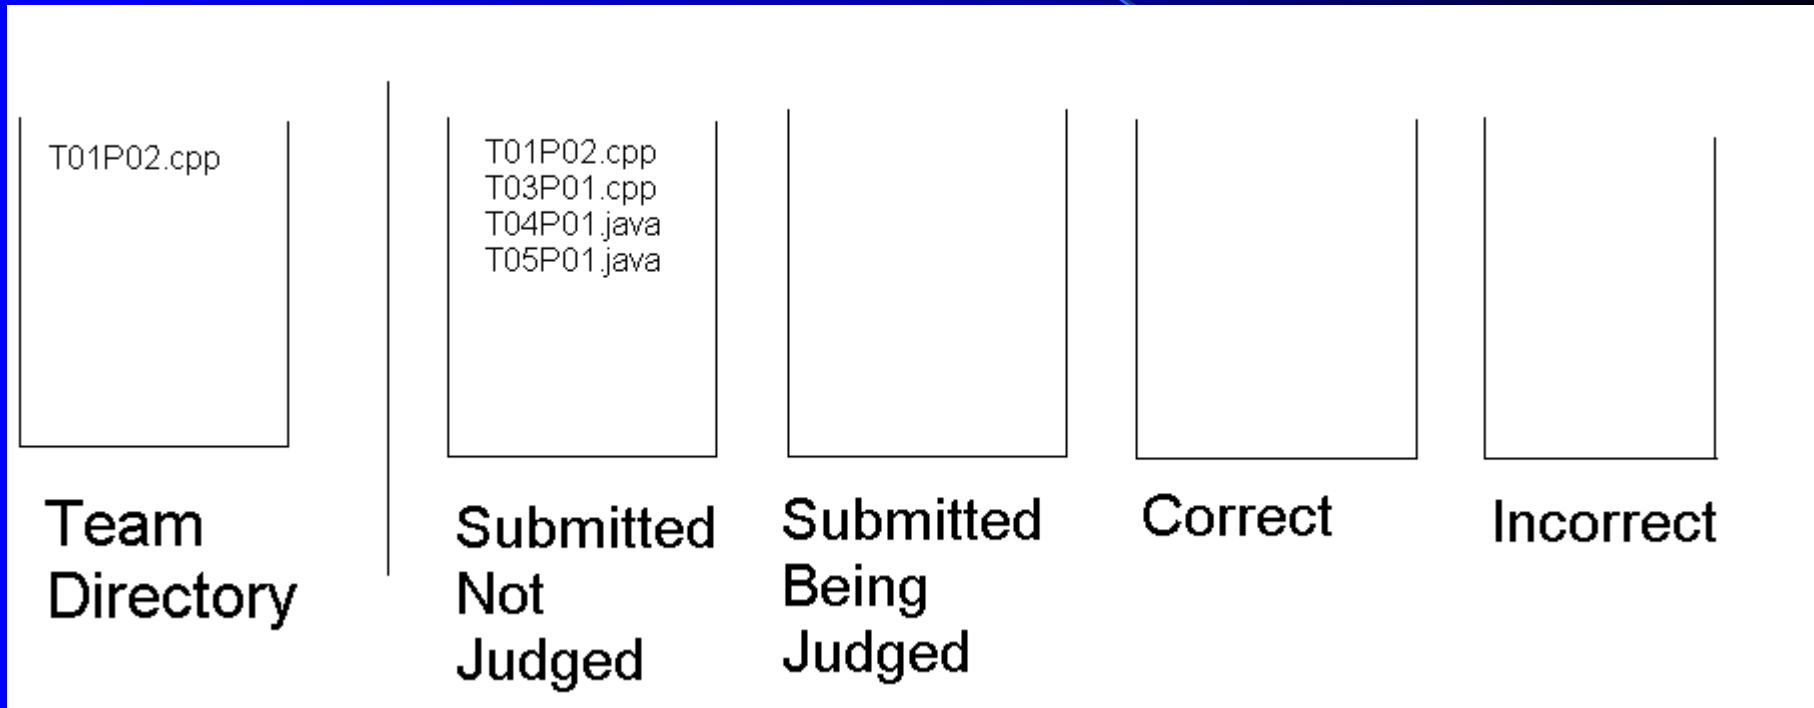 T01P02.cpp
T01P02.cpp
T03P01.cpp
T04P01.java
T05P01.java
Team
Directory
Submitted
Not
Judged
Submitted
Being
Judged
Correct
Incorrect